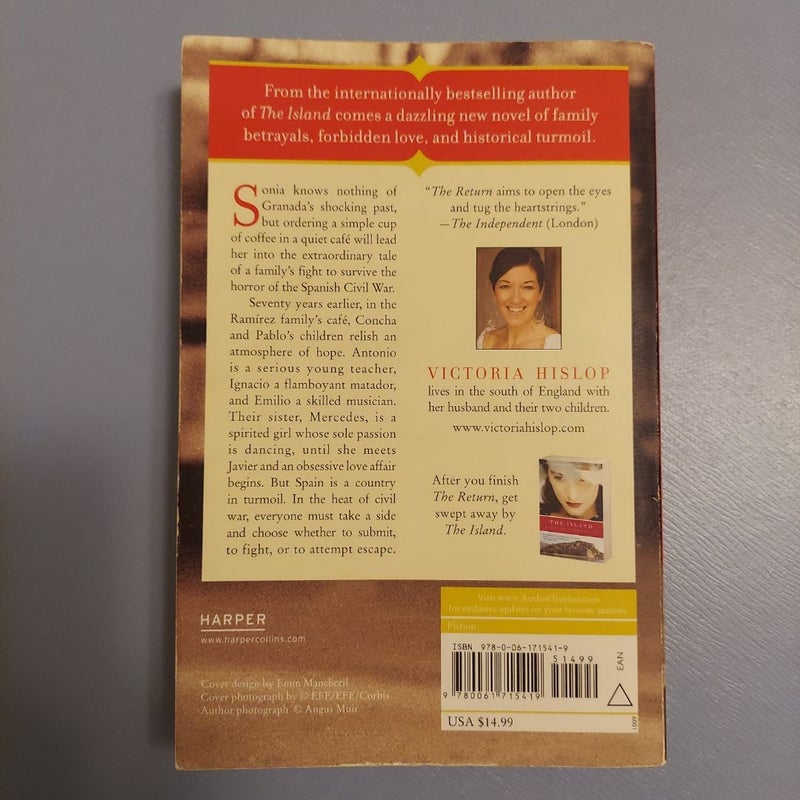 From the internationally bestselling author
of The Island comes a dazzling new novel of family
betrayals, forbidden love, and historical turmoil.
Sonia knows nothing of
Granada's shocking past,
but ordering a simple cup
of coffee in a quiet café will lead
her into the extraordinary tale
of a family's fight to survive the
horror of the Spanish Civil War.
Seventy years earlier, in the
Ramírez family's café, Concha
and Pablo's children relish an
atmosphere of hope. Antonio
is a serious young teacher,
Ignacio a flamboyant matador,
and Emilio a skilled musician.
Their sister, Mercedes, is a
spirited girl whose sole passion
is dancing, until she meets
Javier and an obsessive love affair
begins. But Spain is a country
in turmoil. In the heat of civil
war, everyone must take a side
and choose whether to submit,
to fight, or to attempt escape.
"The Return aims to open the eyes
and tug the heartstrings."
—The Independent (London)
VICTORIA HISLOP
lives in the south of England with
her husband and their two children.
www.victoriahislop.com
After you finish
The Return, get
swept away by
The Island.
THE ISLAND
HARPER
www.harpercollins.com
Cover design by Emin Mancheril
Cover photograph by © EFE/EFE/Corbis
Author photograph © Angus Muir
Visit www.AuthorTracker.com
for exclusive updates on your favorite authors.
Fiction
ISBN 978-0-06-171541-9
51499
EAN
9 780061 715419
USA $14.99
1009